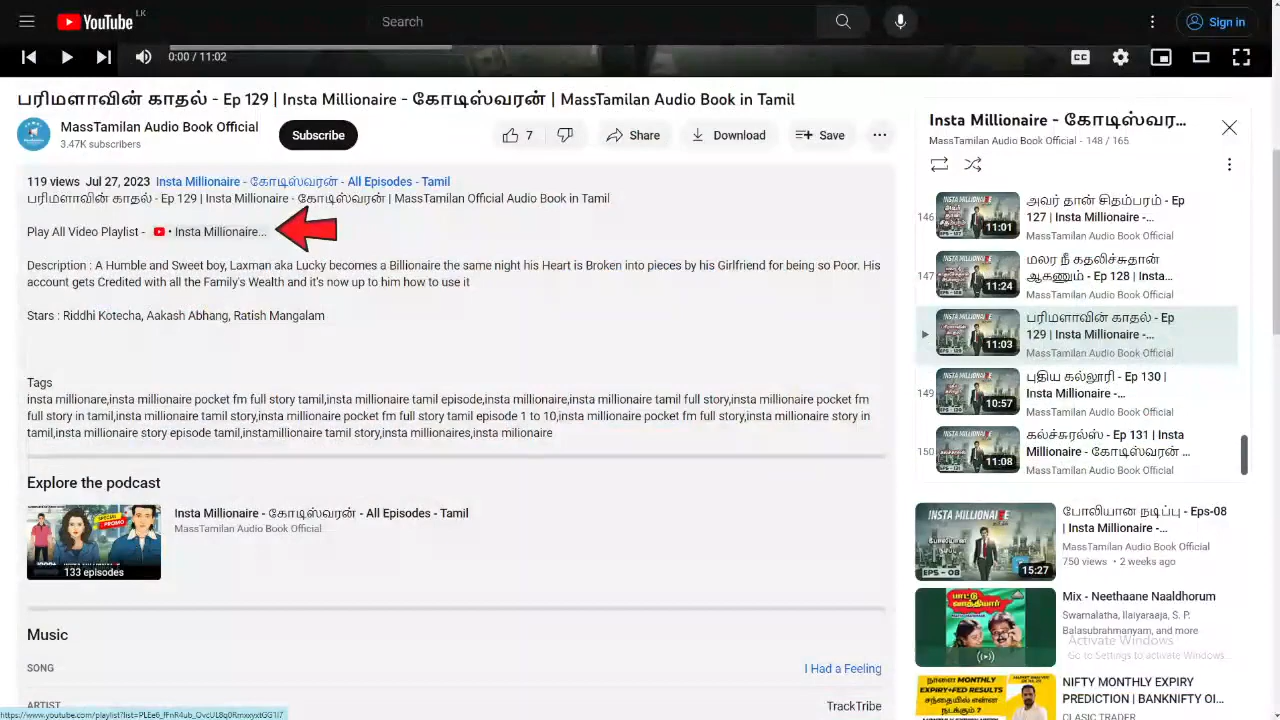 YouTube LK
Search
Sign in
0:00 / 11:02
பரிமளாவின் காதல் - Ep 129 | Insta Millionaire - கோடிஸ்வரன் | MassTamilan Audio Book in Tamil
MassTamilan Audio Book Official
3.47K subscribers
Subscribe
7
Share
Download
Save
119 views Jul 27, 2023 Insta Millionaire - கோடிஸ்வரன் - All Episodes - Tamil
பரிமளாவின் காதல் - Ep 129 | Insta Millionaire - கோடிஸ்வரன் | MassTamilan Official Audio Book in Tamil
Play All Video Playlist - • Insta Millionaire...
Description : A Humble and Sweet boy, Laxman aka Lucky becomes a Billionaire the same night his Heart is Broken into pieces by his Girlfriend for being so Poor. His
account gets Credited with all the Family's Wealth and it's now up to him how to use it
Stars : Riddhi Kotecha, Aakash Abhang, Ratish Mangalam
Tags
insta millionare,insta millionaire pocket fm full story tamil,insta millionaire tamil episode,insta millionaire,insta millionaire tamil full story,insta millionaire pocket fm
full story in tamil,insta millionaire tamil story,insta millionaire pocket fm full story tamil episode 1 to 10,insta millionaire pocket fm full story,insta millionaire story in
tamil,insta millionaire story episode tamil,instamillionaire tamil story,insta millionaires,insta millionaire
Explore the podcast
133 episodes
Insta Millionaire - கோடிஸ்வரன் - All Episodes - Tamil
MassTamilan Audio Book Official
Music
SONG
I Had a Feeling
ARTIST
TrackTribe
Insta Millionaire - கோடிஸ்வர...
MassTamilan Audio Book Official - 148 / 165
146
11:01
அவர் தான் சிதம்பரம் - Ep
127 | Insta Millionaire -...
MassTamilan Audio Book Official
147
11:24
மலர நீ கதலிச்சுதான்
ஆகணும் - Ep 128 | Insta...
MassTamilan Audio Book Official
11:03
பரிமளாவின் காதல் - Ep
129 | Insta Millionaire -...
MassTamilan Audio Book Official
149
10:57
புதிய கல்லூரி - Ep 130 |
Insta Millionaire -...
MassTamilan Audio Book Official
150
11:08
கல்ச்சுரல்ஸ் - Ep 131 | Insta
Millionaire - கோடிஸ்வரன் ...
MassTamilan Audio Book Official
INSTA MILLIONAIRE
போலியான நடிப்பு
EPS - 08
15:27
போலியான நடிப்பு - Eps-08
| Insta Millionaire -...
MassTamilan Audio Book Official
750 views • 2 weeks ago
பாட்டு வாத்தியார்
Mix - Neethaane Naaldhorum
Swarnalatha, Ilaiyaraaja, S. P.
Balasubrahmanyam, and more
Activate Windows
Go to Settings to activate Windows.
நாளை MONTHLY
EXPIRY+FED RESULTS
சந்தையில் என்ன
நடக்கும் ?
NIFTY MONTHLY EXPIRY
PREDICTION | BANKNIFTY OI...
CLASIC TRADER